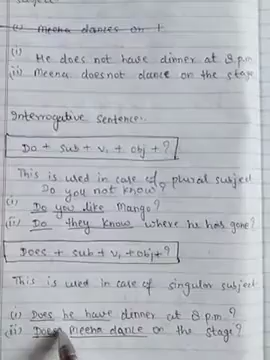 (i) Meena dances on t
(i) He does not have dinner at 8 p.m
(ii) Meena does not dance on the stage
Interrogative sentence:
Do + sub + V₁ + obj + ?
This is used in case of plural subject
Do you not know?
(i) Do you like Mango?
(ii) Do they know where he has gone?
Does + sub + V₁ + obj + ?
This is used in case of singular subject
(i) Does he have dinner at 8 p.m?
(ii) Does Meena dance on the stage?